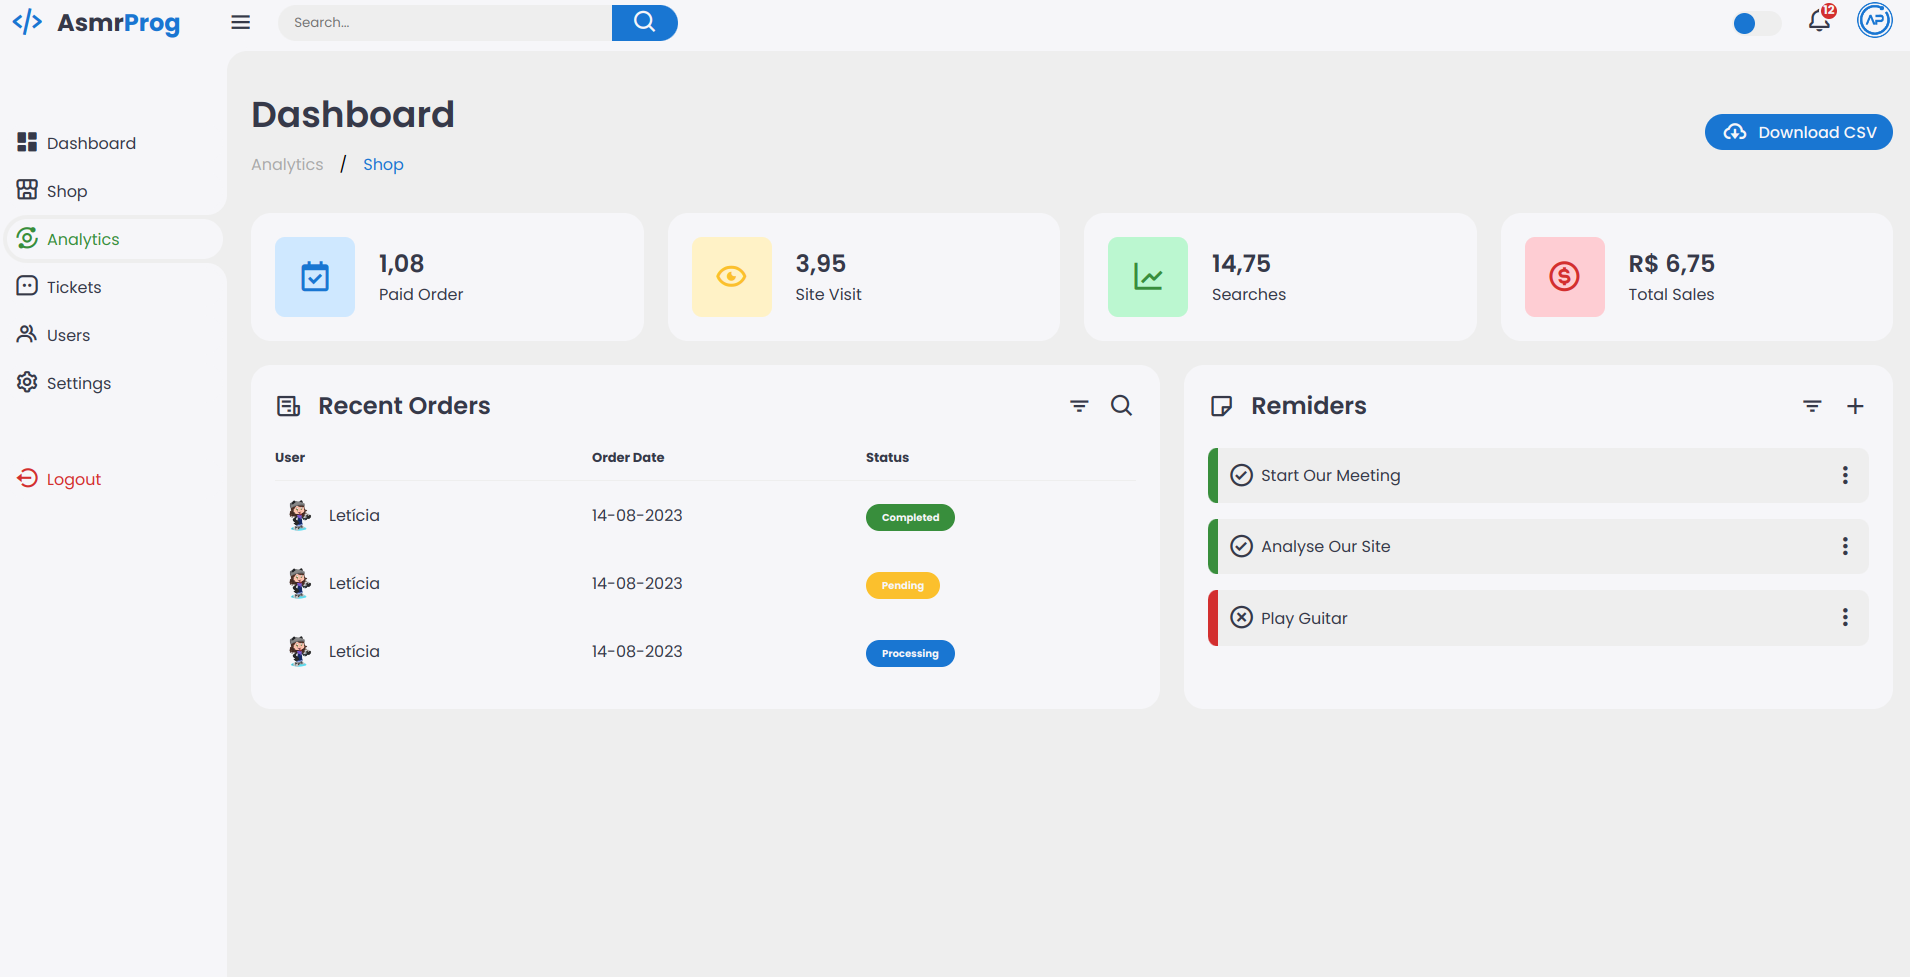 </> AsmrProg
Search...
12
AP
Dashboard
Shop
Analytics
Tickets
Users
Settings
Logout
Dashboard
Analytics / Shop
Download CSV
1,08
Paid Order
3,95
Site Visit
14,75
Searches
R$ 6,75
Total Sales
Recent Orders
User Order Date Status
Letícia 14-08-2023 Completed
Letícia 14-08-2023 Pending
Letícia 14-08-2023 Processing
Remiders
Start Our Meeting
Analyse Our Site
Play Guitar